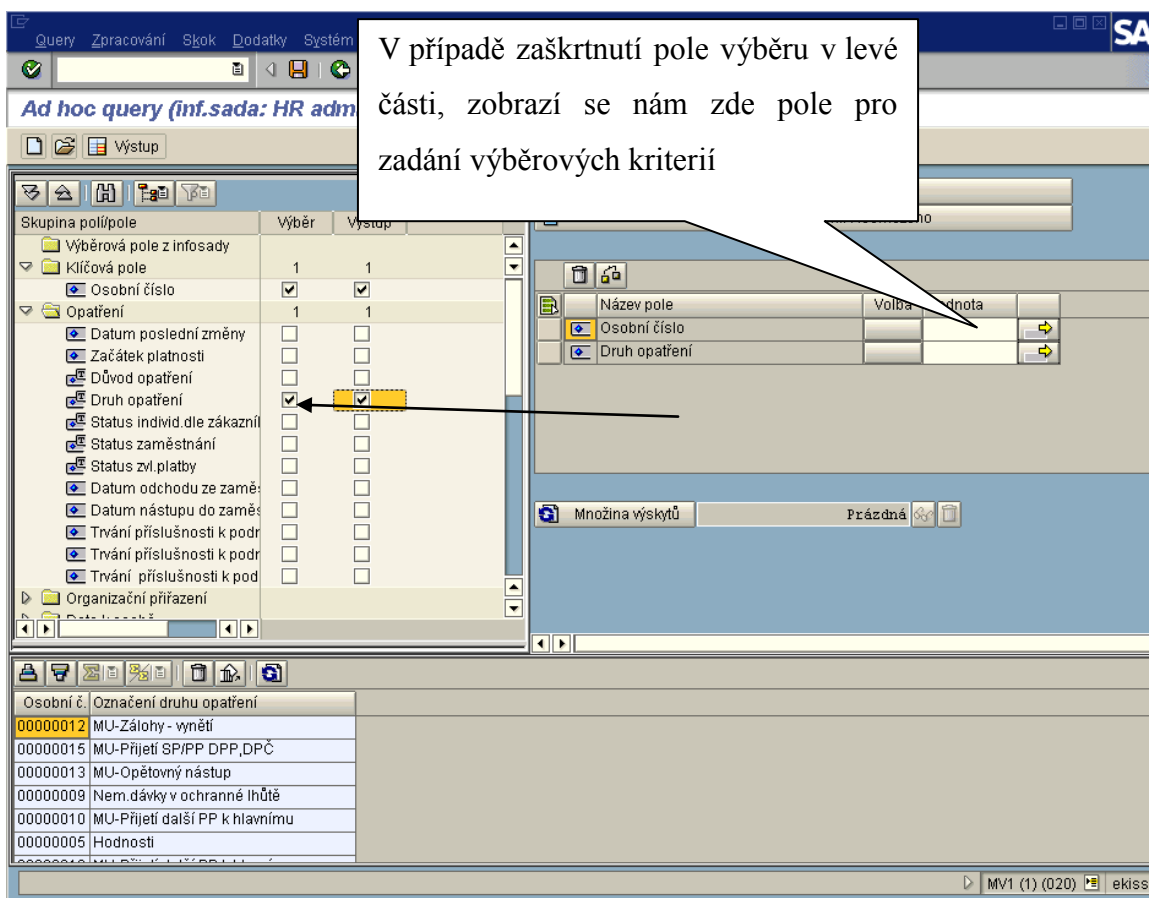 Query Zpracování Skok Dodatky Systém
SA
V případě zaškrtnutí pole výběru v levé
části, zobrazí se nám zde pole pro
zadání výběrových kriterií
Ad hoc query (inf.sada: HR adm
Výstup
Skupina polí/pole Výběr Výstup
Výběrová pole z infosady
Klíčová pole 1 1
Osobní číslo
Opatření 1 1
Datum poslední změny
Začátek platnosti
Důvod opatření
Druh opatření
Status individ.dle zákazní
Status zaměstnání
Status zvl.platby
Datum odchodu ze zamě
Datum nástupu do zamě
Trvání příslušnosti k podr
Trvání příslušnosti k podr
Trvání příslušnosti k pod
Organizační přiřazení
Název pole Volba dnota
Osobní číslo
Druh opatření
Množina výskytů Prázdná
Osobní č. Označení druhu opatření
00000012 MU-Zálohy - vynětí
00000015 MU-Přijetí SP/PP DPP,DPČ
00000013 MU-Opětovný nástup
00000009 Nem.dávky v ochranné lhůtě
00000010 MU-Přijetí další PP k hlavnímu
00000005 Hodnosti
MV1 (1) (020) ekiss